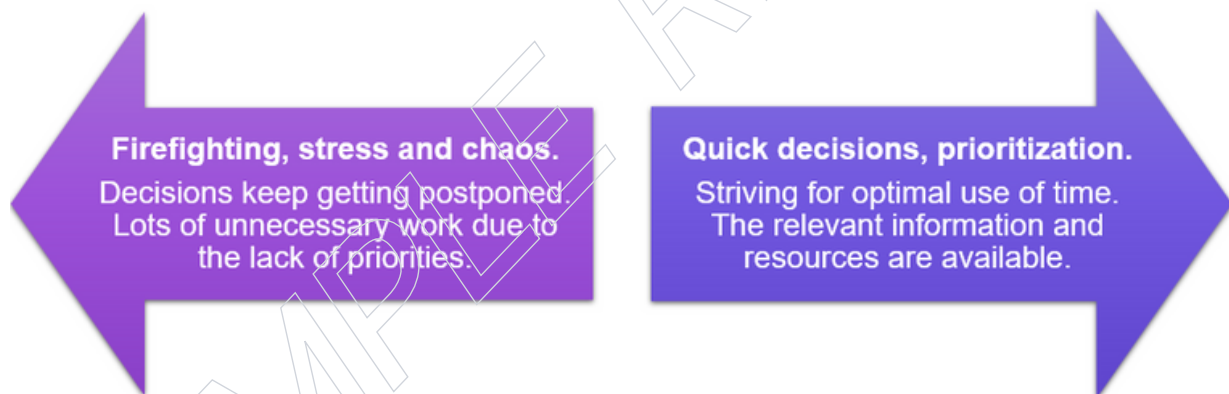 Firefighting, stress and chaos.
Decisions keep getting postponed.
Lots of unnecessary work due to
the lack of priorities.
Quick decisions, prioritization.
Striving for optimal use of time.
The relevant information and
resources are available.